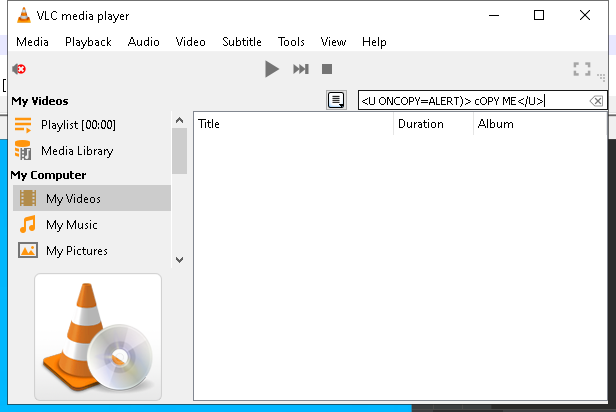 VLC media player
Media Playback Audio Video Subtitle Tools View Help
My Videos
<U ONCOPY=ALERT)> cOPY ME</U>
Playlist [00:00]
Title Duration Album
Media Library
My Computer
My Videos
My Music
My Pictures